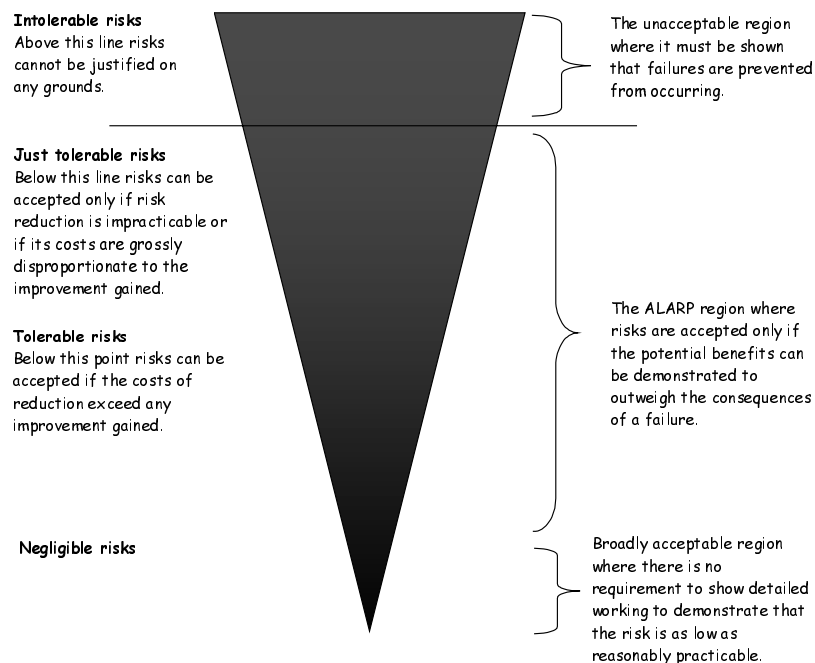 Intolerable risks
Above this line risks
cannot be justified on
any grounds.
The unacceptable region
where it must be shown
that failures are prevented
from occurring.
Just tolerable risks
Below this line risks can be
accepted only if risk
reduction is impracticable or
if its costs are grossly
disproportionate to the
improvement gained.
Tolerable risks
Below this point risks can be
accepted if the costs of
reduction exceed any
improvement gained.
The ALARP region where
risks are accepted only if
the potential benefits can
be demonstrated to
outweigh the consequences
of a failure.
Negligible risks
Broadly acceptable region
where there is no
requirement to show detailed
working to demonstrate that
the risk is as low as
reasonably practicable.